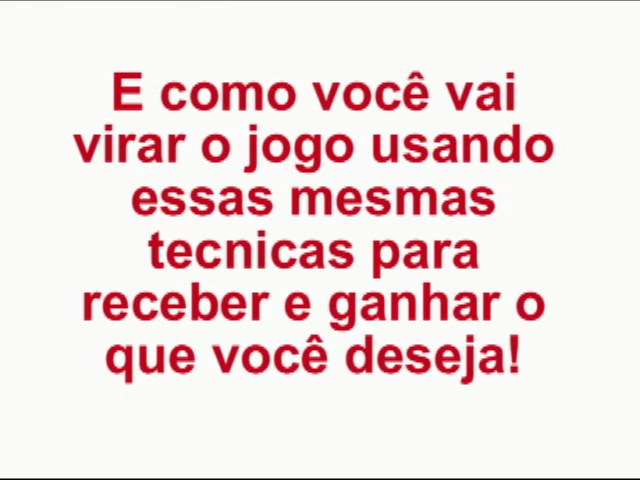 E como você vai
virar o jogo usando
essas mesmas
tecnicas para
receber e ganhar o
que você deseja!